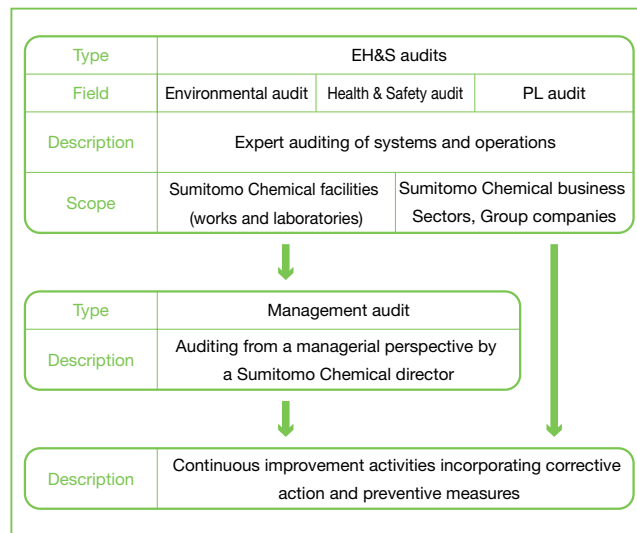 Type
EH&S audits
Field
Environmental audit
Health & Safety audit
PL audit
Description
Expert auditing of systems and operations
Scope
Sumitomo Chemical facilities
(works and laboratories)
Sumitomo Chemical business
Sectors, Group companies
Type
Management audit
Description
Auditing from a managerial perspective by
a Sumitomo Chemical director
Description
Continuous improvement activities incorporating corrective
action and preventive measures